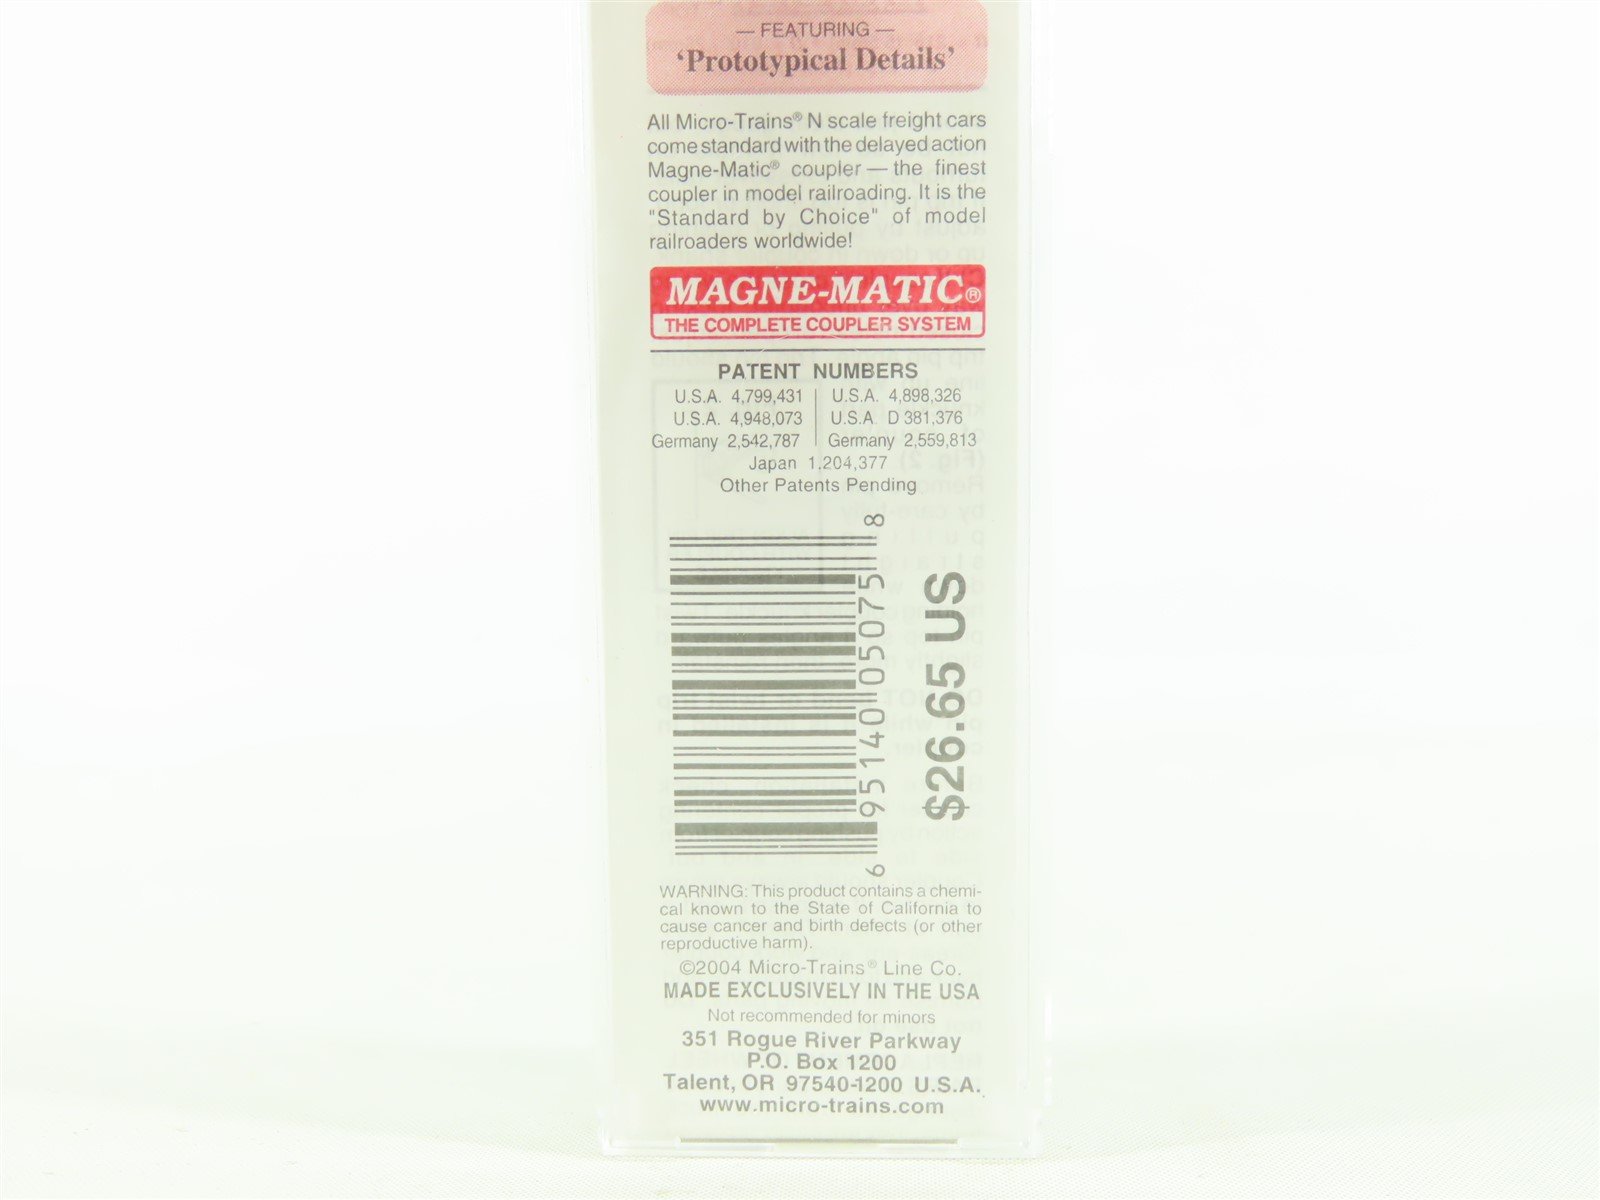 — FEATURING —
‘Prototypical Details’
All Micro-Trains® N scale freight cars
come standard with the delayed action
Magne-Matic® coupler — the finest
coupler in model railroading. It is the
"Standard by Choice" of model
railroaders worldwide!
MAGNE-MATIC®
THE COMPLETE COUPLER SYSTEM
PATENT NUMBERS
U.S.A. 4,799,431 U.S.A. 4,898,326
U.S.A. 4,948,073 U.S.A. D 381,376
Germany 2,542,787 Germany 2,559,813
Japan 1,204,377
Other Patents Pending
6 95140 05075 8
$26.65 US
WARNING: This product contains a chemi-
cal known to the State of California to
cause cancer and birth defects (or other
reproductive harm).
©2004 Micro-Trains® Line Co.
MADE EXCLUSIVELY IN THE USA
Not recommended for minors
351 Rogue River Parkway
P.O. Box 1200
Talent, OR 97540-1200 U.S.A.
www.micro-trains.com